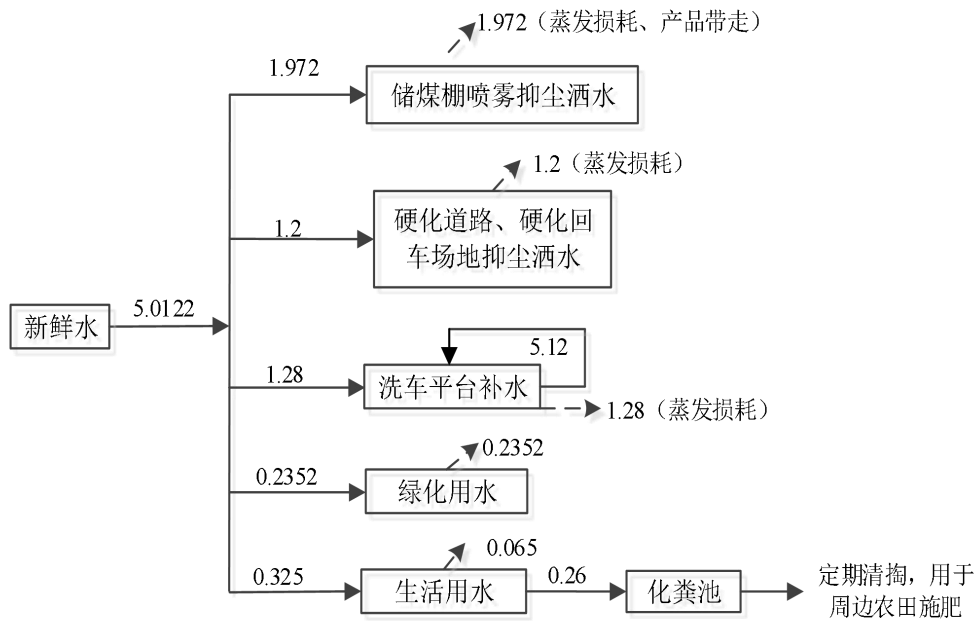 1.972（蒸发损耗、产品带走）
1.972
储煤棚喷雾抑尘洒水
1.2（蒸发损耗）
1.2
硬化道路、硬化回
车场地抑尘洒水
新鲜水
5.0122
5.12
1.28
洗车平台补水
1.28（蒸发损耗）
0.2352
0.2352
绿化用水
0.065
0.325
生活用水
0.26
化粪池
定期清掏，用于
周边农田施肥